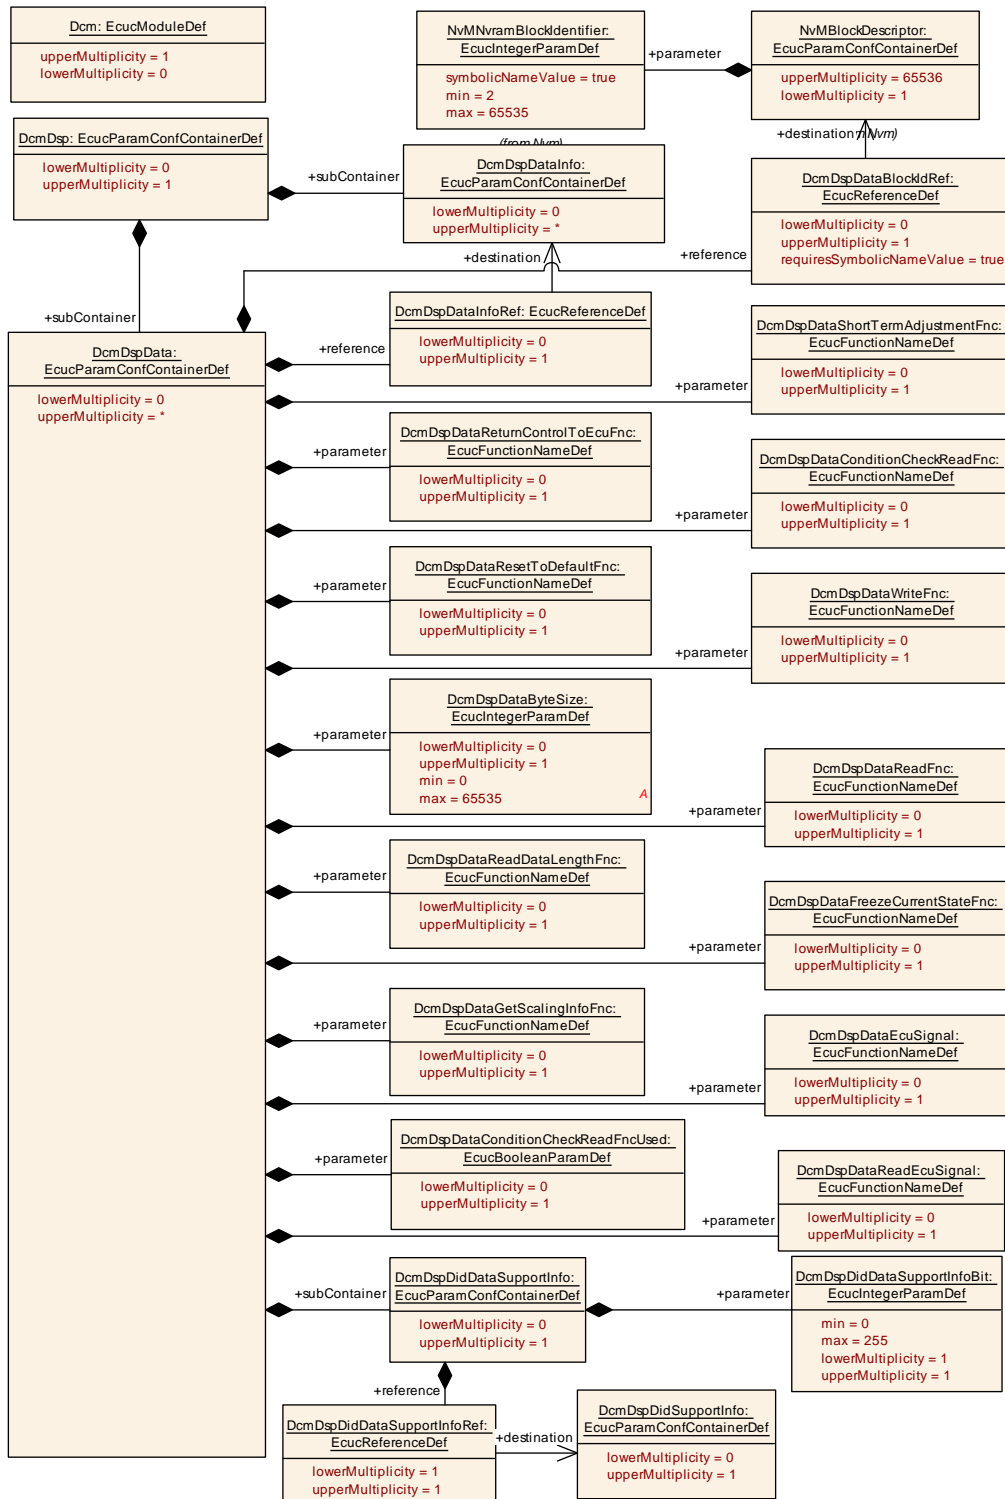 Dcm: EcucModuleDef
upperMultiplicity = 1
lowerMultiplicity = 0
NvMNvramBlockIdentifier:
EcucIntegerParamDef
symbolicNameValue = true
min = 2
max = 65535
(from Nvm)
+parameter
NvMBlockDescriptor:
EcucParamConfContainerDef
upperMultiplicity = 65536
lowerMultiplicity = 1
+destination
Nvm)
DcmDsp: EcucParamConfContainerDef
lowerMultiplicity = 0
upperMultiplicity = 1
+subContainer
DcmDspDataInfo:
EcucParamConfContainerDef
lowerMultiplicity = 0
upperMultiplicity = *
DcmDspDataBlockIdRef:
EcucReferenceDef
lowerMultiplicity = 0
upperMultiplicity = 1
requiresSymbolicNameValue = true
+destination
+reference
+subContainer
DcmDspData:
EcucParamConfContainerDef
lowerMultiplicity = 0
upperMultiplicity = *
+reference
DcmDspDataInfoRef: EcucReferenceDef
lowerMultiplicity = 0
upperMultiplicity = 1
+parameter
DcmDspDataShortTermAdjustmentFnc:
EcucFunctionNameDef
lowerMultiplicity = 0
upperMultiplicity = 1
+parameter
DcmDspDataReturnControlToEcuFnc:
EcucFunctionNameDef
lowerMultiplicity = 0
upperMultiplicity = 1
+parameter
DcmDspDataConditionCheckReadFnc:
EcucFunctionNameDef
lowerMultiplicity = 0
upperMultiplicity = 1
+parameter
DcmDspDataResetToDefaultFnc:
EcucFunctionNameDef
lowerMultiplicity = 0
upperMultiplicity = 1
+parameter
DcmDspDataWriteFnc:
EcucFunctionNameDef
lowerMultiplicity = 0
upperMultiplicity = 1
+parameter
DcmDspDataByteSize:
EcucIntegerParamDef
lowerMultiplicity = 0
upperMultiplicity = 1
min = 0
max = 65535
A
+parameter
DcmDspDataReadFnc:
EcucFunctionNameDef
lowerMultiplicity = 0
upperMultiplicity = 1
+parameter
DcmDspDataReadDataLengthFnc:
EcucFunctionNameDef
lowerMultiplicity = 0
upperMultiplicity = 1
+parameter
DcmDspDataFreezeCurrentStateFnc:
EcucFunctionNameDef
lowerMultiplicity = 0
upperMultiplicity = 1
+parameter
DcmDspDataGetScalingInfoFnc:
EcucFunctionNameDef
lowerMultiplicity = 0
upperMultiplicity = 1
+parameter
DcmDspDataEcuSignal:
EcucFunctionNameDef
lowerMultiplicity = 0
upperMultiplicity = 1
+parameter
DcmDspDataConditionCheckReadFncUsed:
EcucBooleanParamDef
lowerMultiplicity = 0
upperMultiplicity = 1
+parameter
DcmDspDataReadEcuSignal:
EcucFunctionNameDef
lowerMultiplicity = 0
upperMultiplicity = 1
+subContainer
DcmDspDidDataSupportInfo:
EcucParamConfContainerDef
lowerMultiplicity = 0
upperMultiplicity = 1
+parameter
DcmDspDidDataSupportInfoBit:
EcucIntegerParamDef
min = 0
max = 255
lowerMultiplicity = 1
upperMultiplicity = 1
+reference
DcmDspDidDataSupportInfoRef:
EcucReferenceDef
lowerMultiplicity = 1
upperMultiplicity = 1
+destination
DcmDspDidSupportInfo:
EcucParamConfContainerDef
lowerMultiplicity = 0
upperMultiplicity = 1